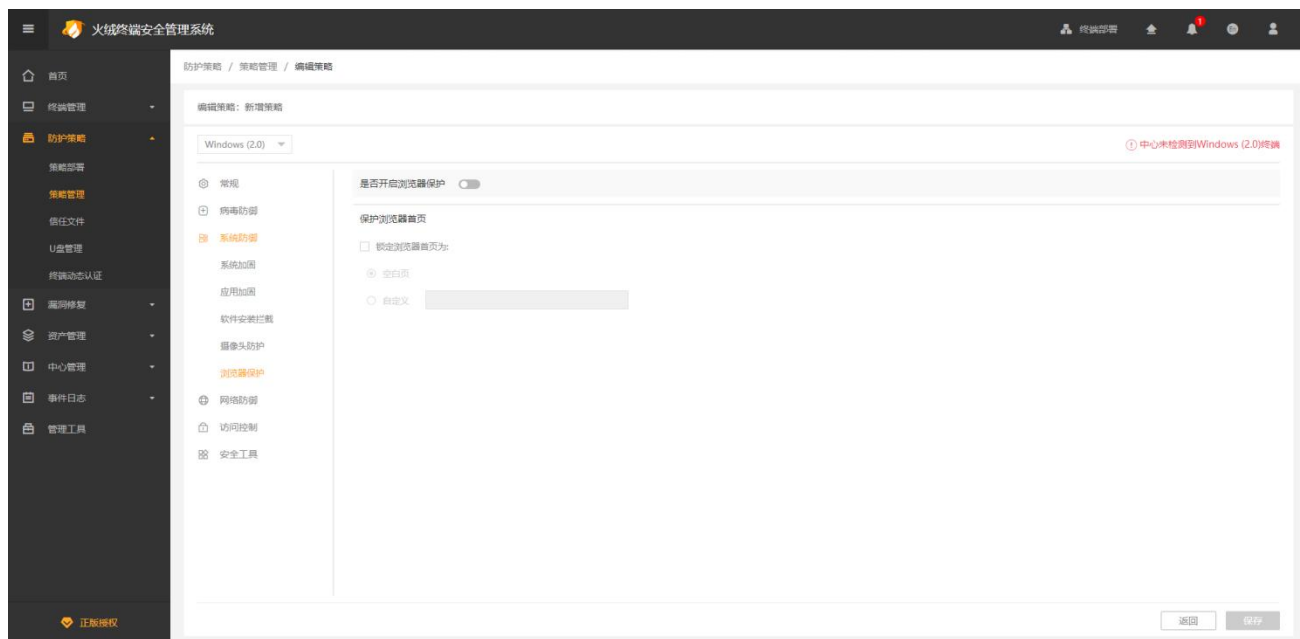 火绒终端安全管理系统
终端部署
1
首页
终端管理
防护策略
策略部署
策略管理
信任文件
U盘管理
终端动态认证
漏洞修复
资产管理
中心管理
事件日志
管理工具
正版授权
防护策略 / 策略管理 / 编辑策略
编辑策略：新增策略
Windows (2.0)
中心未检测到Windows (2.0)终端
常规
病毒防御
系统防御
系统加固
应用加固
软件安装拦截
摄像头防护
浏览器保护
网络防御
访问控制
安全工具
是否开启浏览器保护
保护浏览器首页
锁定浏览器首页为:
空白页
自定义
返回
保存